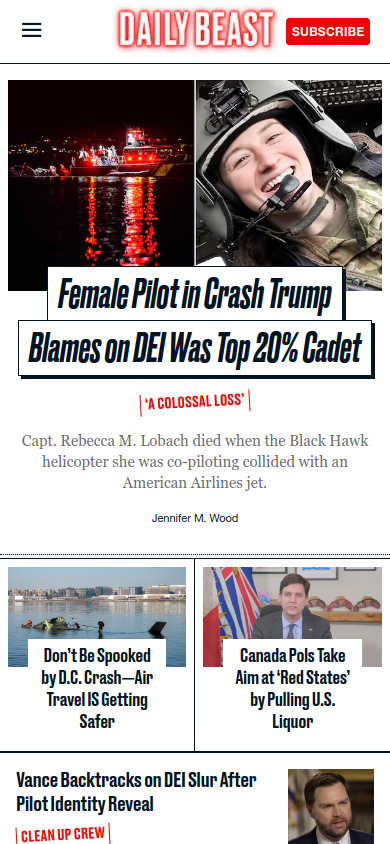 DAILY BEAST
SUBSCRIBE
Female Pilot in Crash Trump
Blames on DEI Was Top 20% Cadet
‘A COLOSSAL LOSS’
Capt. Rebecca M. Lobach died when the Black Hawk
helicopter she was co-piloting collided with an
American Airlines jet.
Jennifer M. Wood
Don’t Be Spooked
by D.C. Crash—Air
Travel IS Getting
Safer
Canada Pols Take
Aim at ‘Red States’
by Pulling U.S.
Liquor
Vance Backtracks on DEI Slur After
Pilot Identity Reveal
CLEAN UP CREW